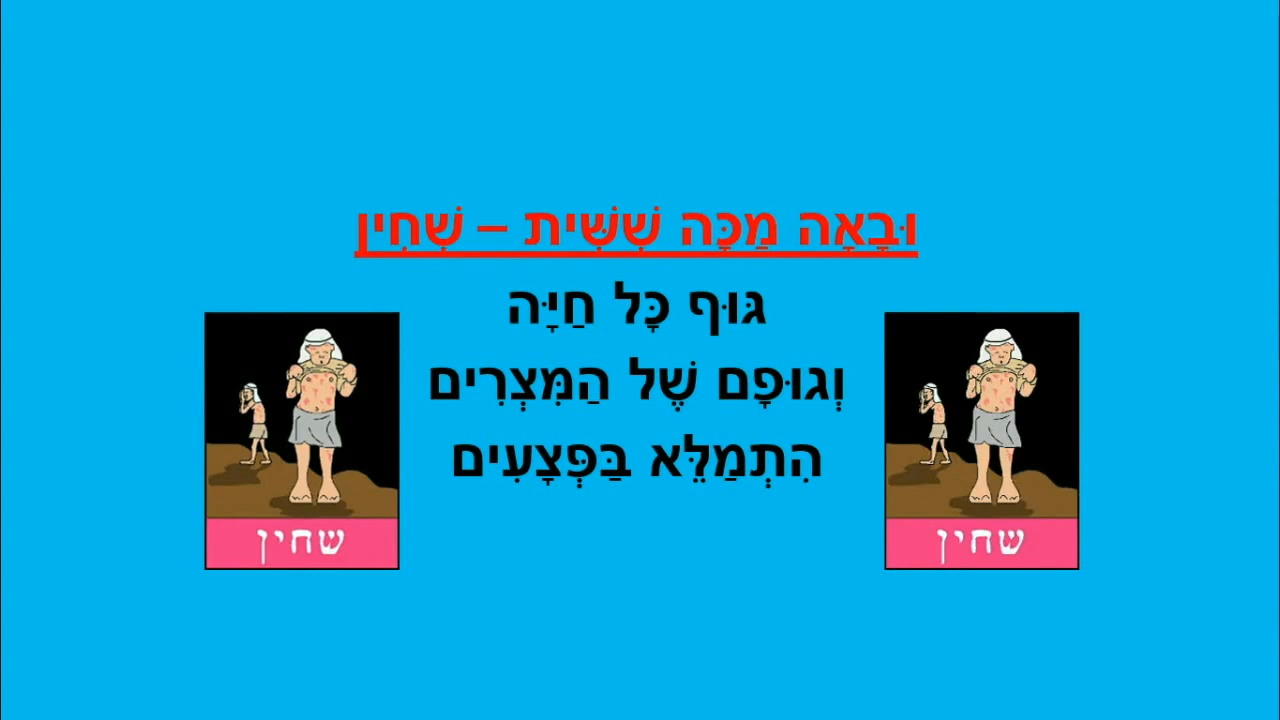 וּבָאָה מַכָּה שִׁשִּׁית – שְׁחִין
גּוּף כָּל חַיָּה
וְגוּפָם שֶׁל הַמִּצְרִים
הִתְמַלֵּא בַּפְּצָעִים
שחין
שחין